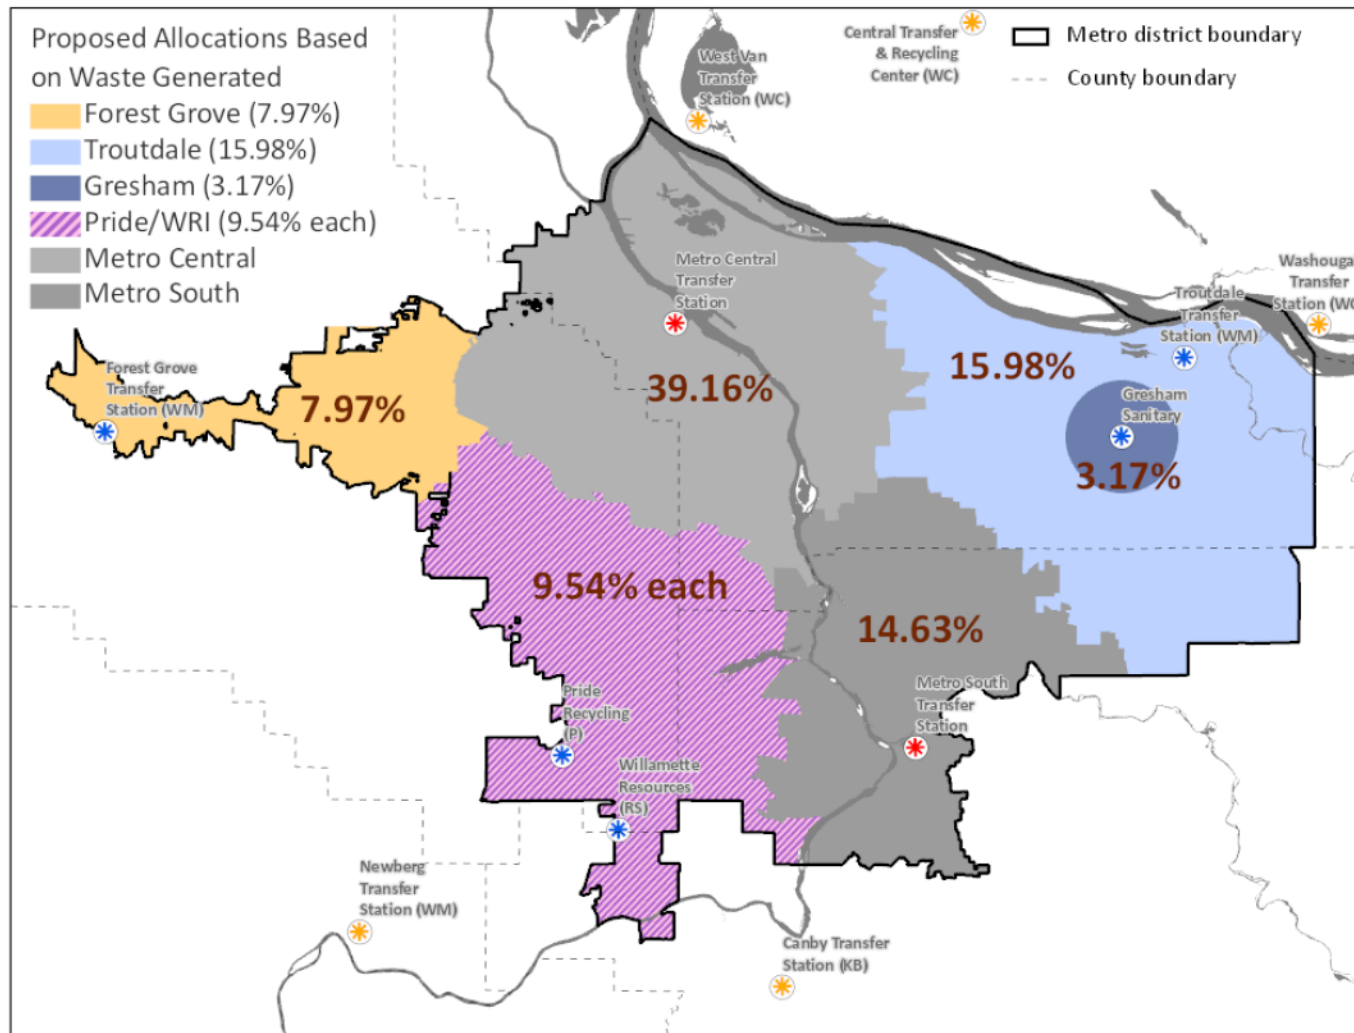 Proposed Allocations Based
on Waste Generated
Forest Grove (7.97%)
Troutdale (15.98%)
Gresham (3.17%)
Pride/WRI (9.54% each)
Metro Central
Metro South
Metro district boundary
County boundary
Central Transfer
& Recycling
Center (WC)
West Van
Transfer
Station (WC)
Metro Central
Transfer
Station
Washougal
Transfer
Station (WC)
Troutdale
Transfer
Station (WM)
Forest Grove
Transfer
Station (WM)
7.97%
39.16%
15.98%
Gresham
Sanitary
3.17%
9.54% each
14.63%
Pride
Recycling
(P)
Metro South
Transfer
Station
Willamette
Resources
(RS)
Newberg
Transfer
Station (WM)
Canby Transfer
Station (KB)